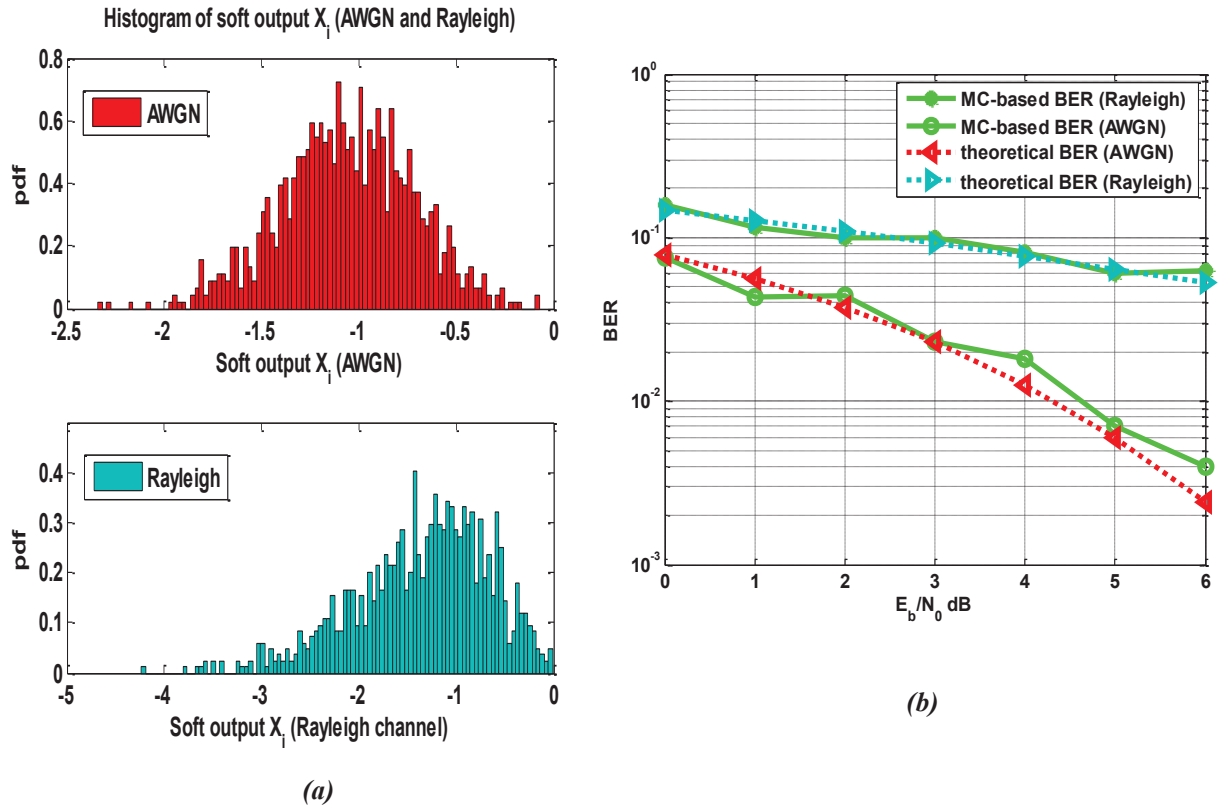 Histogram of soft output X_i (AWGN and Rayleigh)
0.8
0.6
0.4
0.2
0
pdf
AWGN
-2.5 -2 -1.5 -1 -0.5 0
Soft output X_i (AWGN)
0.4
0.3
0.2
0.1
0
pdf
Rayleigh
-5 -4 -3 -2 -1 0
Soft output X_i (Rayleigh channel)
(a)
10^0
10^-1
10^-2
10^-3
BER
MC-based BER (Rayleigh)
MC-based BER (AWGN)
theoretical BER (AWGN)
theoretical BER (Rayleigh)
0 1 2 3 4 5 6
E_b/N_0 dB
(b)